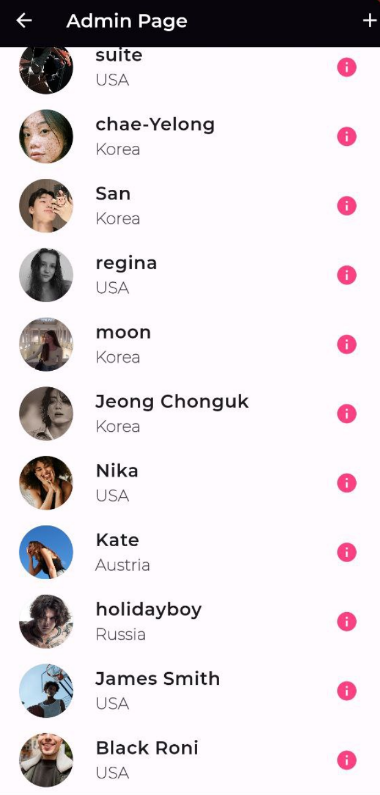 Admin Page
suite
USA
chae-Yelong
Korea
San
Korea
regina
USA
moon
Korea
Jeong Chonguk
Korea
Nika
USA
Kate
Austria
holidayboy
Russia
James Smith
USA
Black Roni
USA